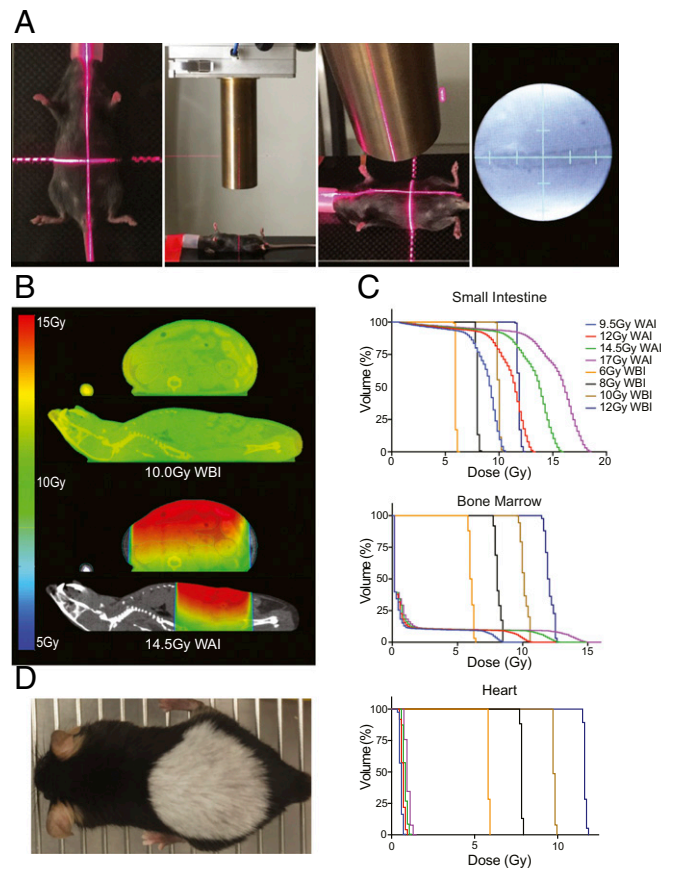 A
B
15Gy
10Gy
5Gy
10.0Gy WBI
14.5Gy WAI
C
Small Intestine
Volume (%)
100
75
50
25
0
0 5 10 15 20
Dose (Gy)
9.5Gy WAI
12Gy WAI
14.5Gy WAI
17Gy WAI
6Gy WBI
8Gy WBI
10Gy WBI
12Gy WBI
Bone Marrow
Volume (%)
100
75
50
25
0
0 5 10 15
Dose (Gy)
D
Heart
Volume (%)
100
75
50
25
0
0 5 10
Dose (Gy)